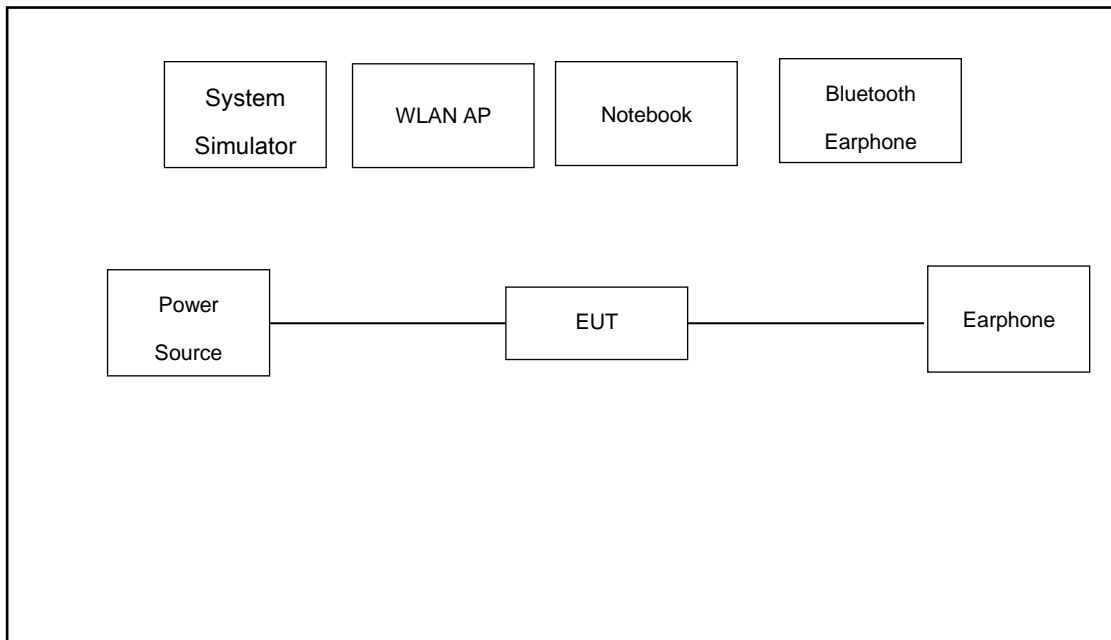 System
Simulator
WLAN AP
Notebook
Bluetooth
Earphone
Power
Source
EUT
Earphone